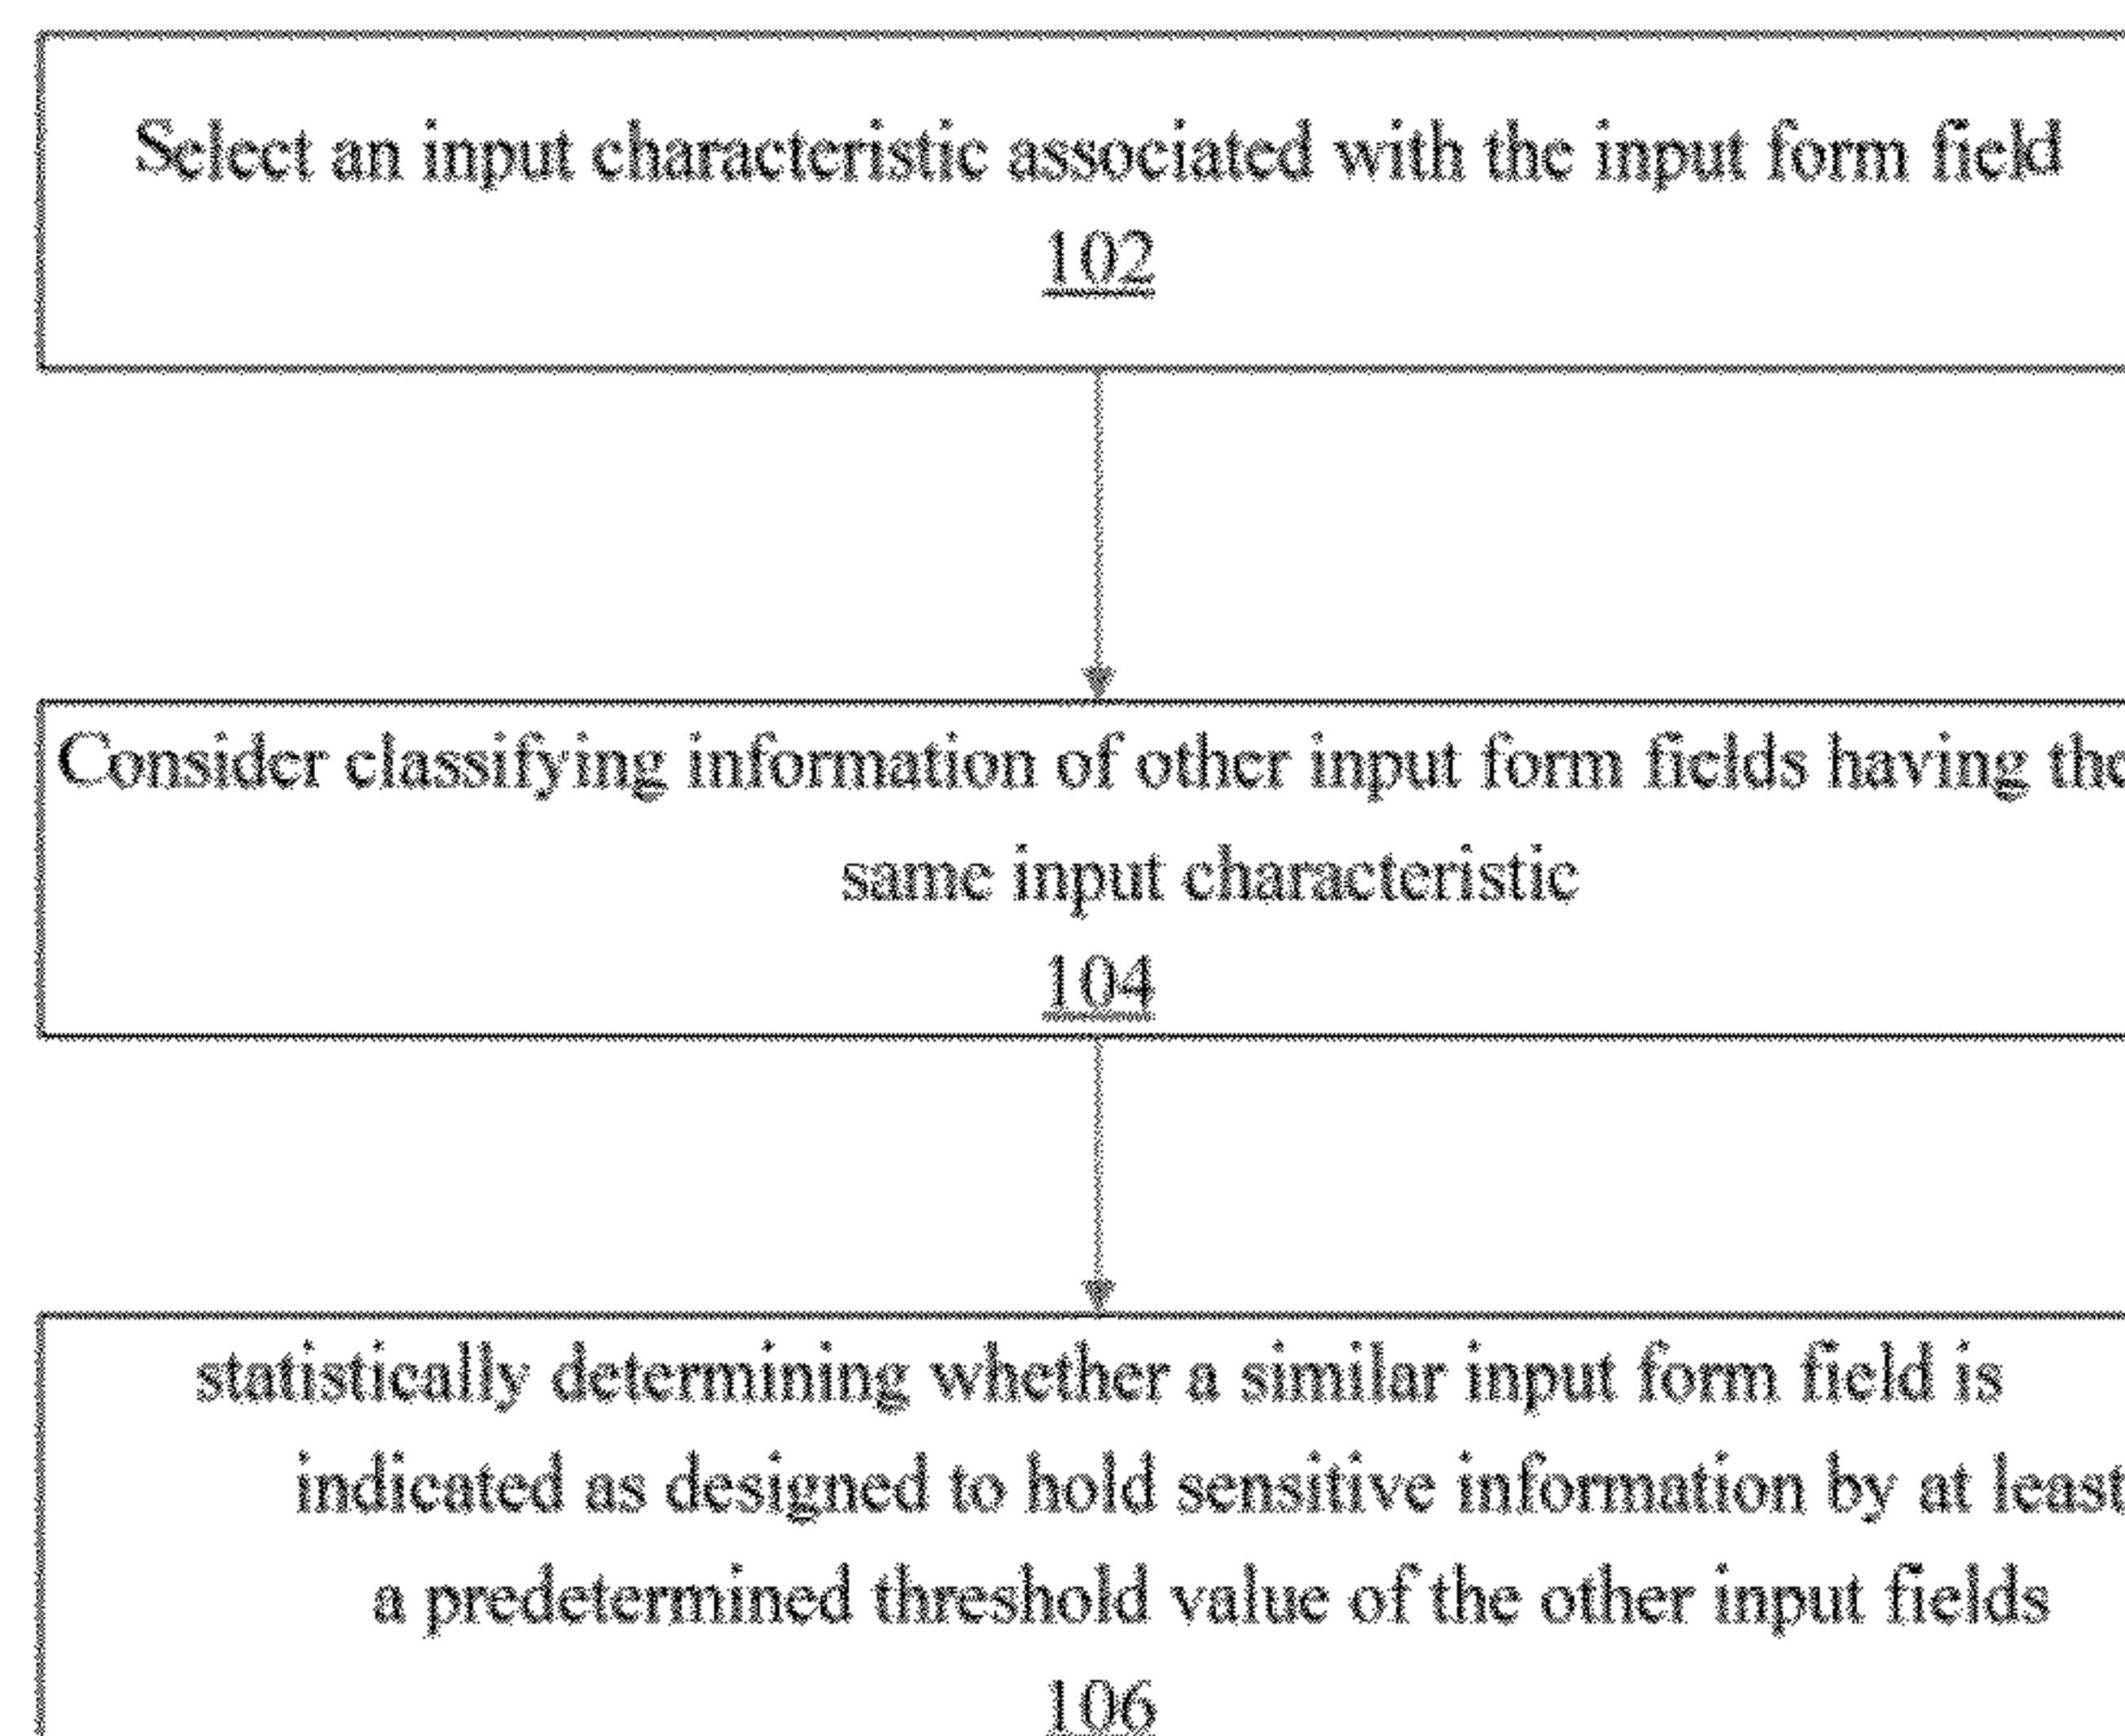 Select an input characteristic associated with the input form field
102
Consider classifying information of other input form fields having the
same input characteristic
104
statistically determining whether a similar input form field is
indicated as designed to hold sensitive information by at least
a predetermined threshold value of the other input fields
106